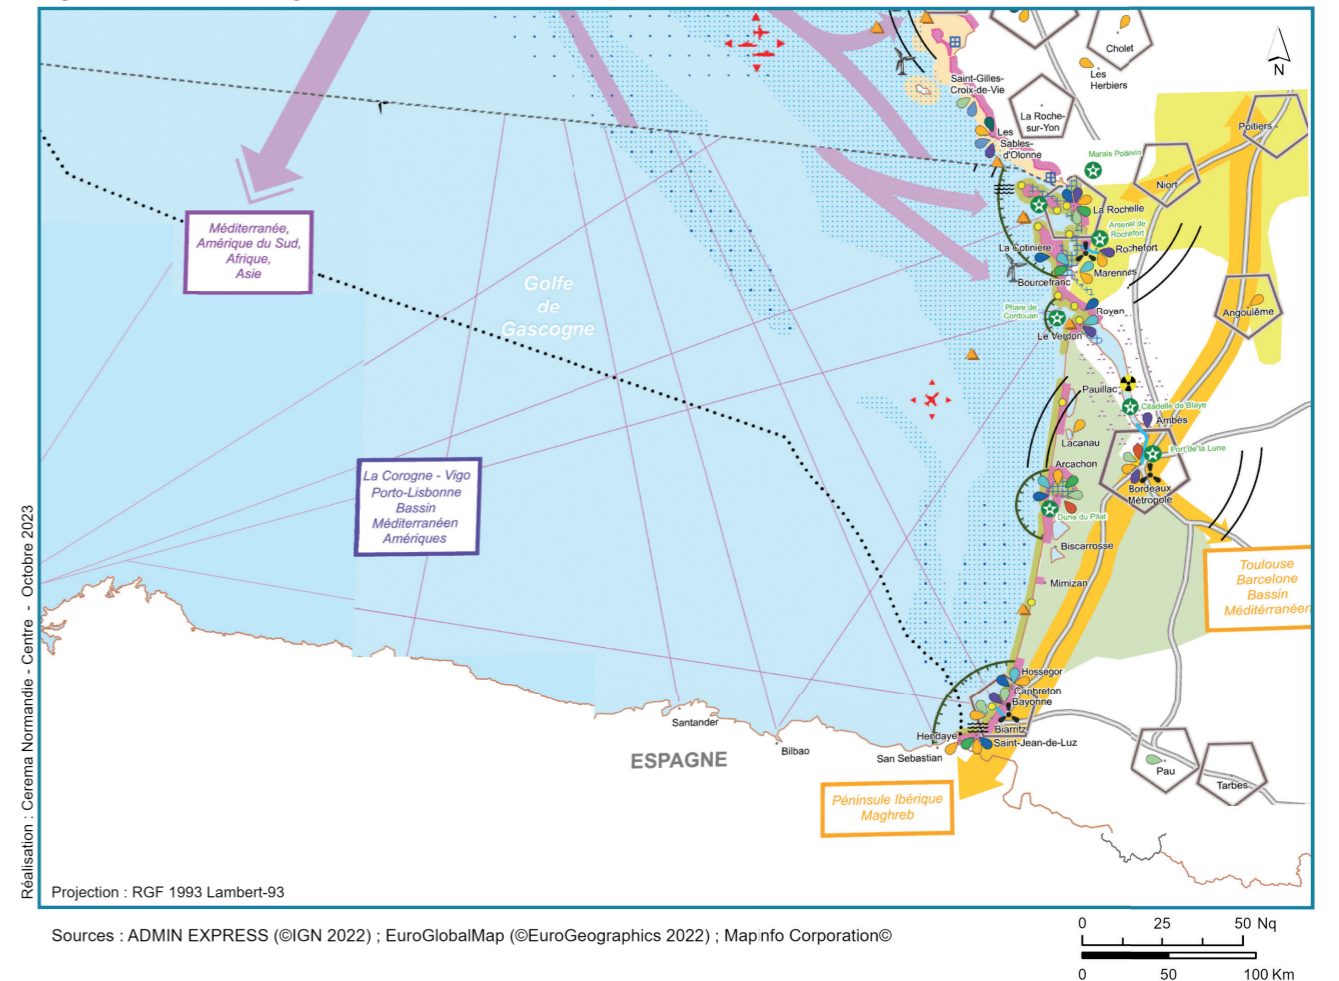 Cholet
Les
Herbiers
N
Saint-Gilles-
Croix-de-Vie
La Roche-
sur-Yon
Les
Sables-
d'Olonne
Poitiers
Marais Poitevin
Niort
La Rochelle
Arsenal de
Rochefort
Rochefort
La Cotinière
Marennes
Bourcefranc
Méditerranée,
Amérique du Sud,
Afrique,
Asie
Golfe
de
Gascogne
Phare de
Cordouan
Royan
Le Verdon
Angoulême
Pauillac
Citadelle de Blaye
Ambès
Lacanau
Port de la Lune
Arcachon
Bordeaux
Métropole
La Corogne - Vigo
Porto-Lisbonne
Bassin
Méditerranéen
Amériques
Dune du Pilat
Biscarrosse
Mimizan
Toulouse
Barcelone
Bassin
Méditérranéen
Hossegor
Capbreton
Bayonne
Biarritz
Hendaye
Saint-Jean-de-Luz
Santander
Bilbao
San Sebastian
ESPAGNE
Pau
Tarbes
Péninsule Ibérique
Maghreb
Réalisation : Cerema Normandie - Centre - Octobre 2023
Projection : RGF 1993 Lambert-93
Sources : ADMIN EXPRESS (©IGN 2022) ; EuroGlobalMap (©EuroGeographics 2022) ; Mapinfo Corporation©
0 25 50 Nq
0 50 100 Km